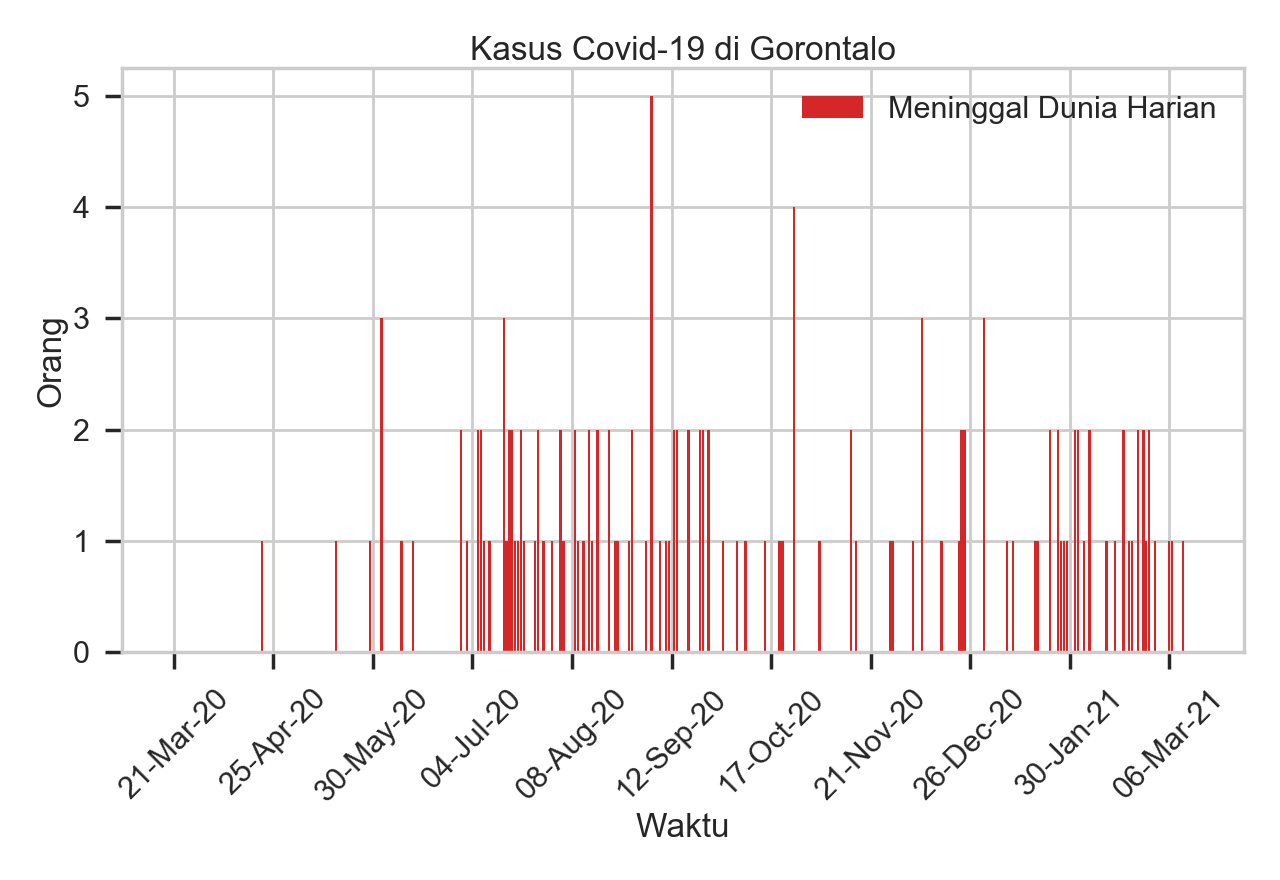 Kasus Covid-19 di Gorontalo
Meninggal Dunia Harian
Orang
5
4
3
2
1
0
21-Mar-20
25-Apr-20
30-May-20
04-Jul-20
08-Aug-20
12-Sep-20
17-Oct-20
21-Nov-20
26-Dec-20
30-Jan-21
06-Mar-21
Waktu